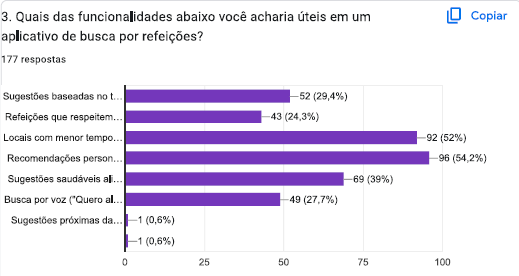 3. Quais das funcionalidades abaixo você acharia úteis em um
aplicativo de busca por refeições?
Copiar
177 respostas
Sugestões baseadas no t...
52 (29,4%)
Refeições que respeitem...
43 (24,3%)
Locais com menor tempo...
92 (52%)
Recomendações person...
96 (54,2%)
Sugestões saudáveis ali...
69 (39%)
Busca por voz ("Quero al...
49 (27,7%)
Sugestões próximas da...
1 (0,6%)
1 (0,6%)
0 25 50 75 100